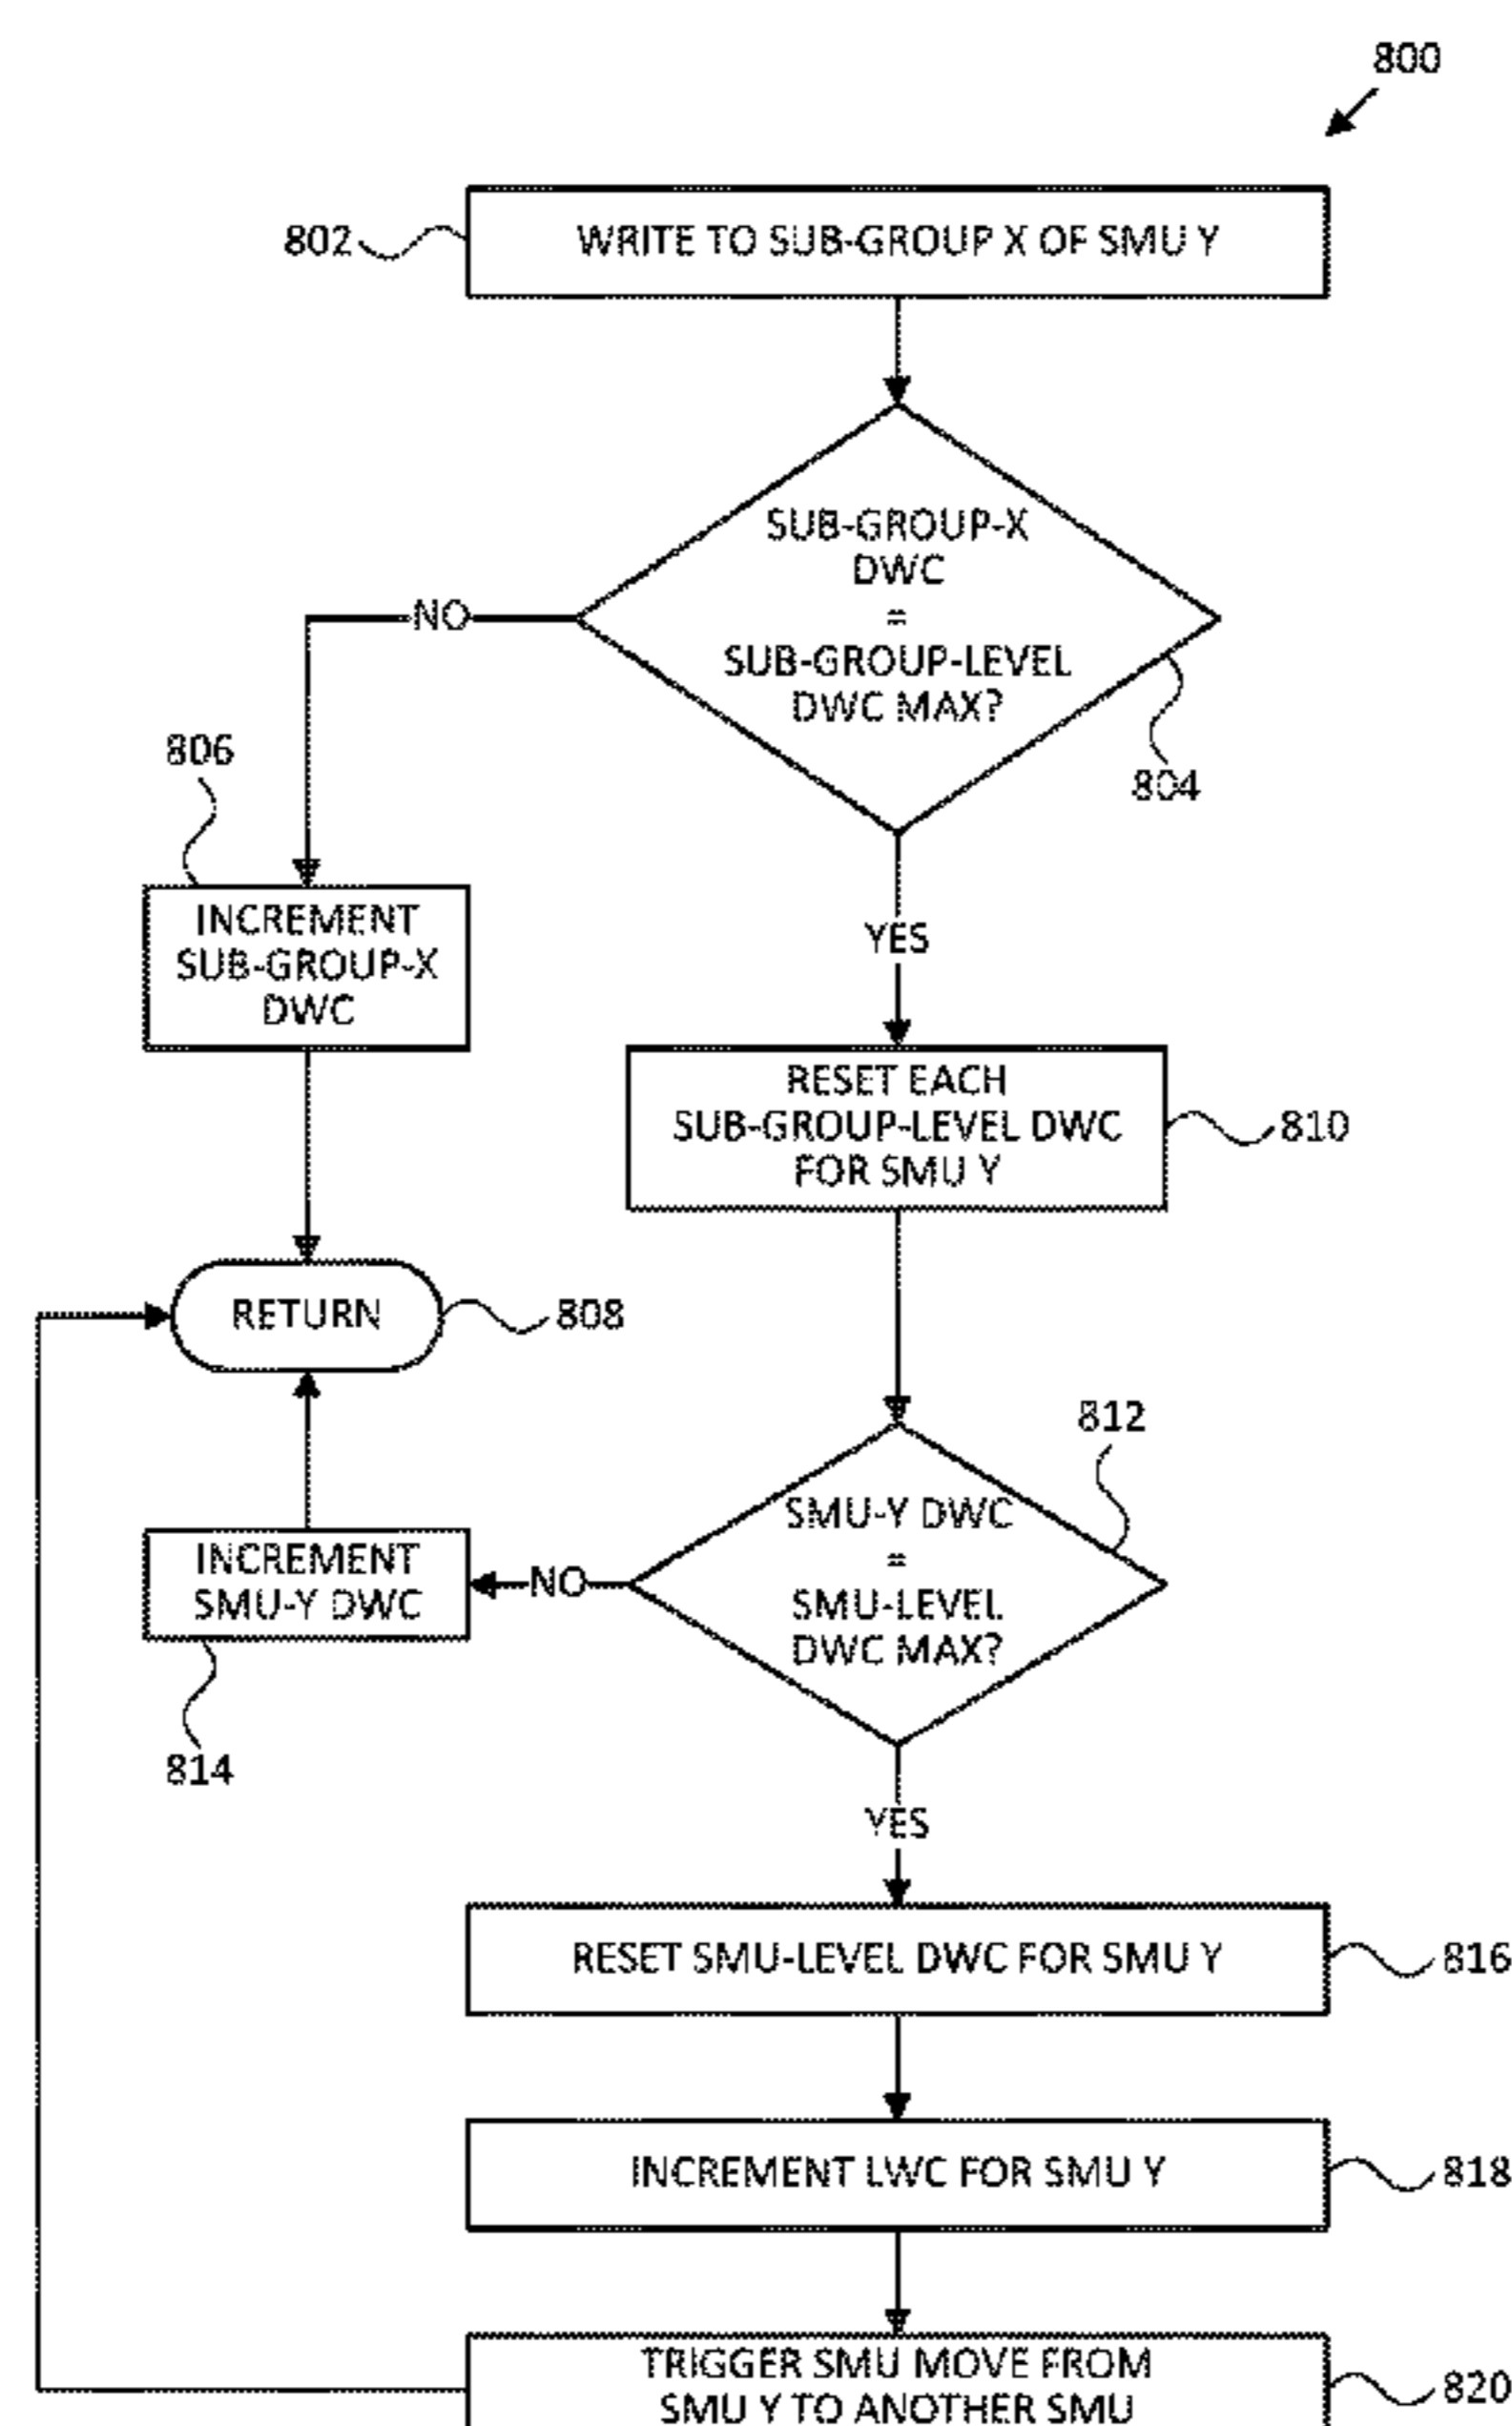 800
802
WRITE TO SUB-GROUP X OF SMU Y
SUB-GROUP-X
DWC
=
SUB-GROUP-LEVEL
DWC MAX?
NO
804
806
INCREMENT
SUB-GROUP-X
DWC
YES
RESET EACH
SUB-GROUP-LEVEL DWC
FOR SMU Y
810
RETURN
808
812
SMU-Y DWC
=
SMU-LEVEL
DWC MAX?
NO
INCREMENT
SMU-Y DWC
814
YES
RESET SMU-LEVEL DWC FOR SMU Y
816
INCREMENT LWC FOR SMU Y
818
TRIGGER SMU MOVE FROM
SMU Y TO ANOTHER SMU
820